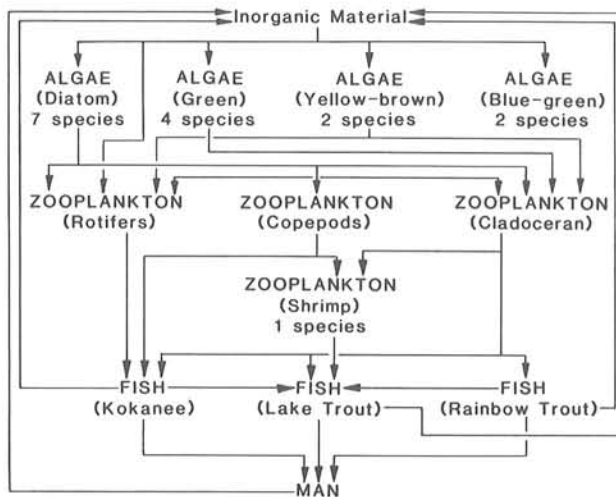 Inorganic Material
ALGAE ALGAE ALGAE ALGAE
(Diatom) (Green) (Yellow-brown) (Blue-green)
7 species 4 species 2 species 2 species
ZOOPLANKTON ZOOPLANKTON ZOOPLANKTON
(Rotifers) (Copepods) (Cladoceran)
ZOOPLANKTON
(Shrimp)
1 species
FISH FISH FISH
(Kokanee) (Lake Trout) (Rainbow Trout)
MAN